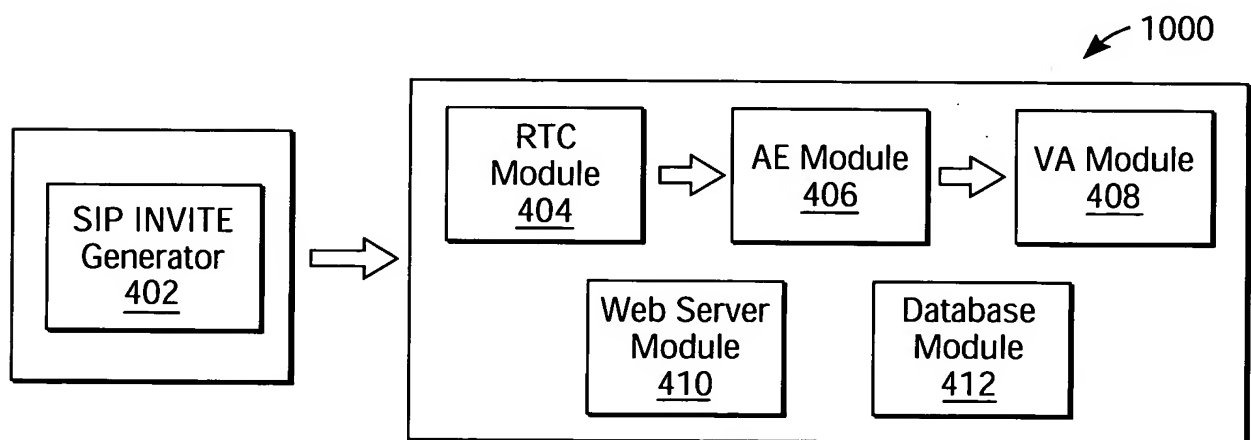 1000
SIP INVITE
Generator
402
RTC
Module
404
AE Module
406
VA Module
408
Web Server
Module
410
Database
Module
412